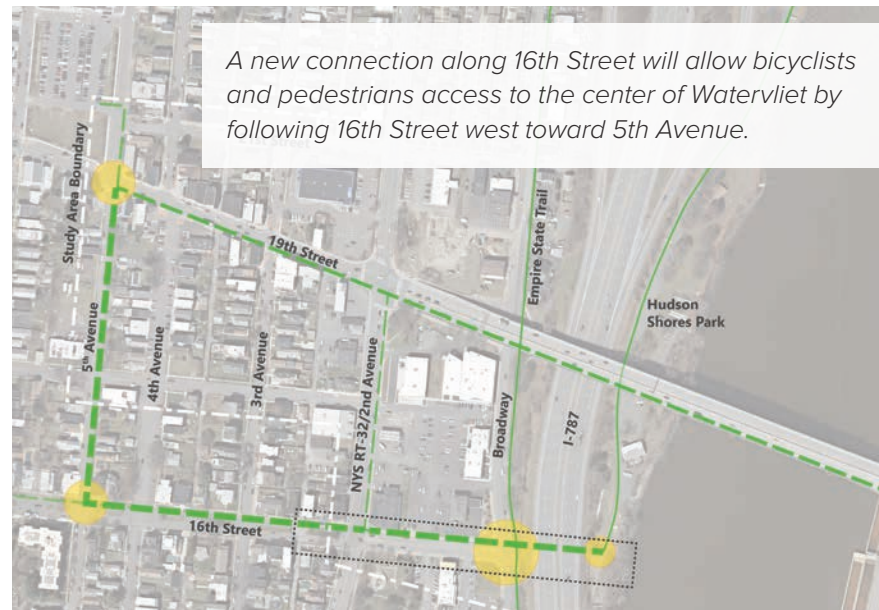 A new connection along 16th Street will allow bicyclists
and pedestrians access to the center of Watervliet by
following 16th Street west toward 5th Avenue.
Study Area Boundary
21st Street
19th Street
Empire State Trail
Hudson
Shores Park
5th Avenue
4th Avenue
3rd Avenue
NYS RT-32/2nd Avenue
Broadway
I-787
16th Street